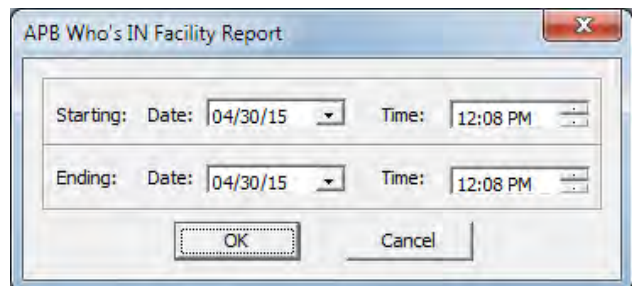 APB Who's IN Facility Report
Starting: Date: 04/30/15 Time: 12:08 PM
Ending: Date: 04/30/15 Time: 12:08 PM
OK Cancel